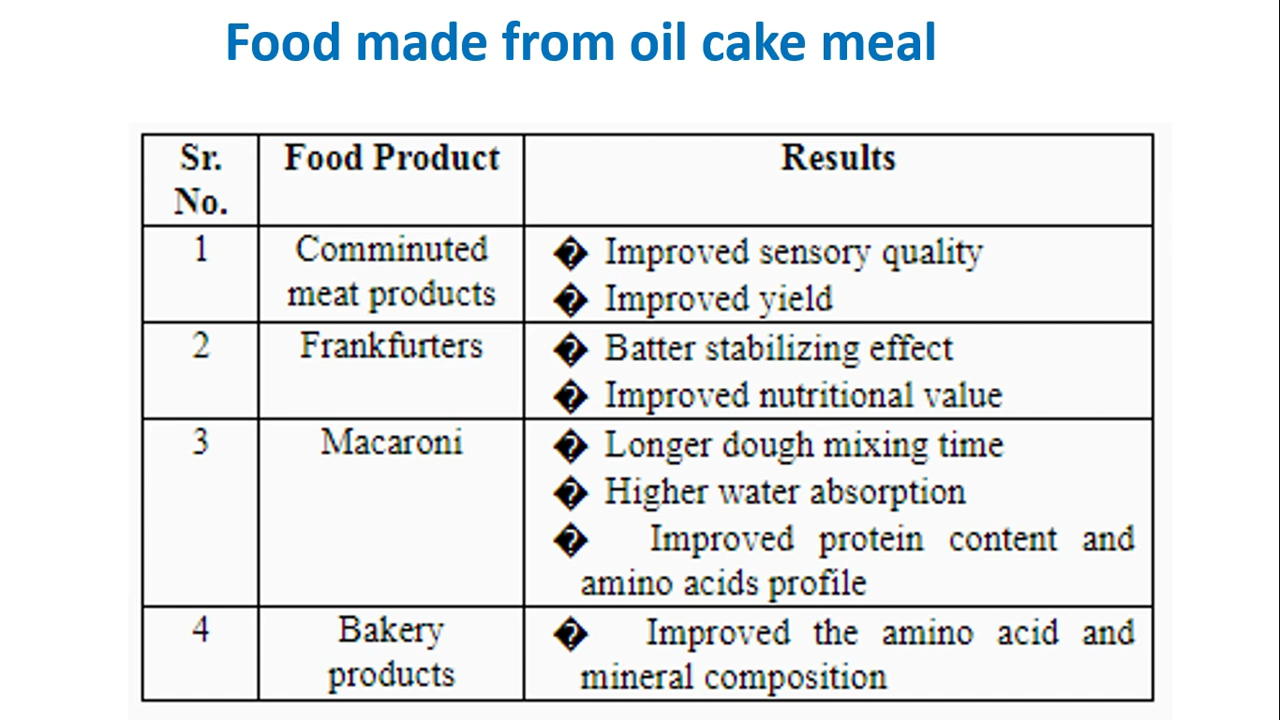 Food made from oil cake meal
Sr. No. Food Product Results
1 Comminuted meat products � Improved sensory quality
� Improved yield
2 Frankfurters � Batter stabilizing effect
� Improved nutritional value
3 Macaroni � Longer dough mixing time
� Higher water absorption
� Improved protein content and
amino acids profile
4 Bakery products � Improved the amino acid and
mineral composition